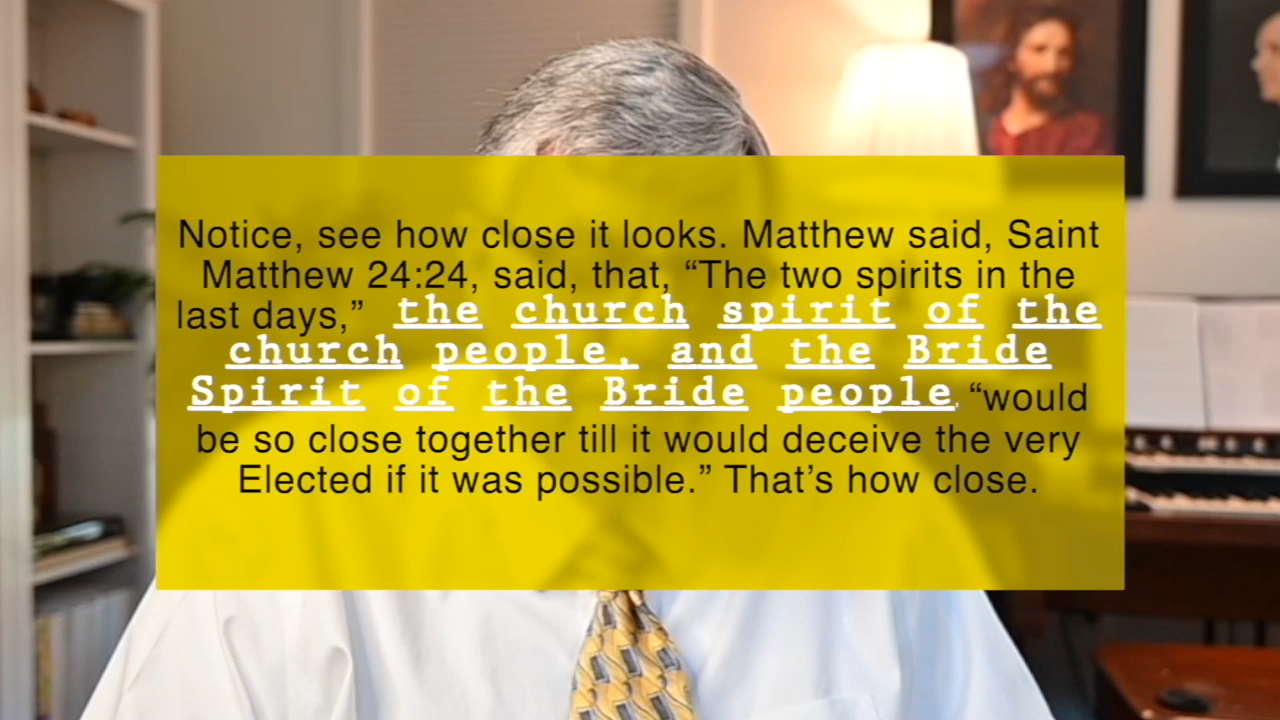 Notice, see how close it looks. Matthew said, Saint
Matthew 24:24, said, that, “The two spirits in the
last days,” the church spirit of the
church people, and the Bride
Spirit of the Bride people, “would
be so close together till it would deceive the very
Elected if it was possible.” That’s how close.